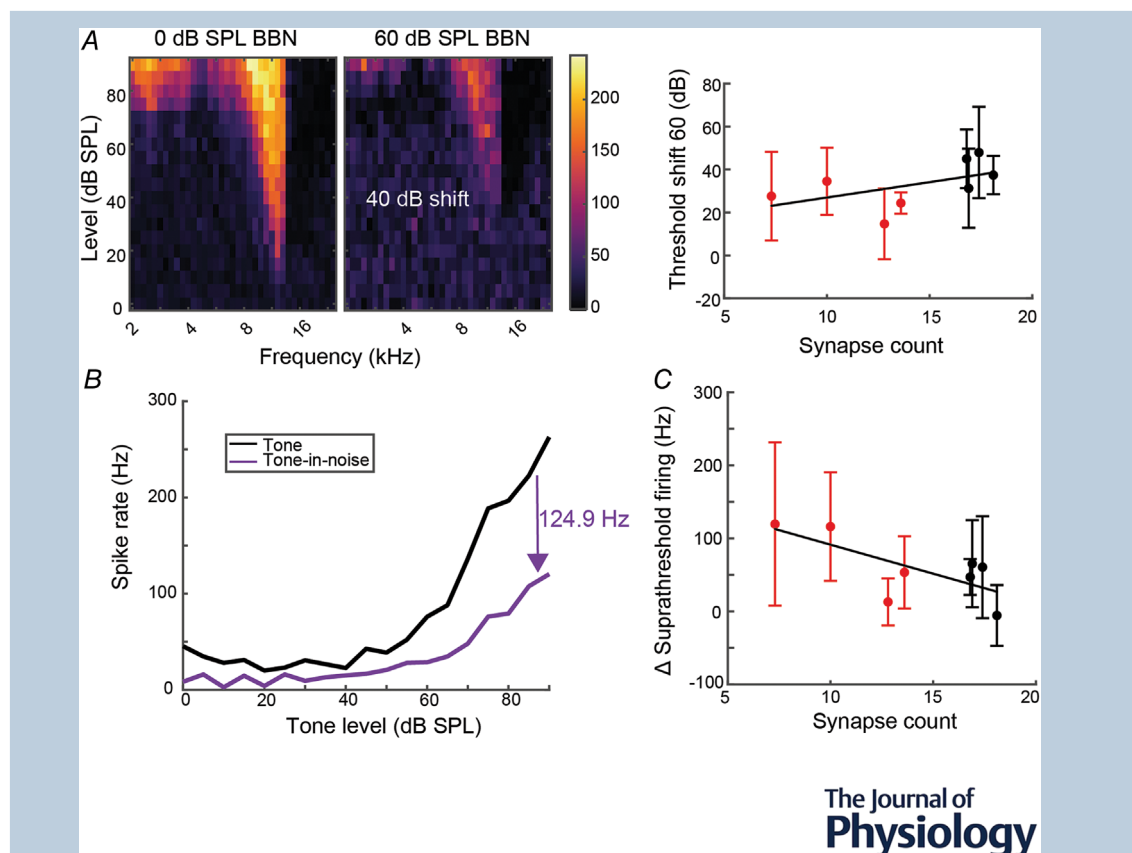 A
0 dB SPL BBN
60 dB SPL BBN
Level (dB SPL)
80
60
40
20
0
2
4
8
16
4
8
16
Frequency (kHz)
40 dB shift
200
150
100
50
0
Threshold shift 60 (dB)
80
60
40
20
0
-20
5
10
15
20
Synapse count
B
Spike rate (Hz)
300
200
100
0
Tone
Tone-in-noise
124.9 Hz
0
20
40
60
80
Tone level (dB SPL)
C
Δ Suprathreshold firing (Hz)
300
200
100
0
-100
5
10
15
20
Synapse count
The Journal of
Physiology